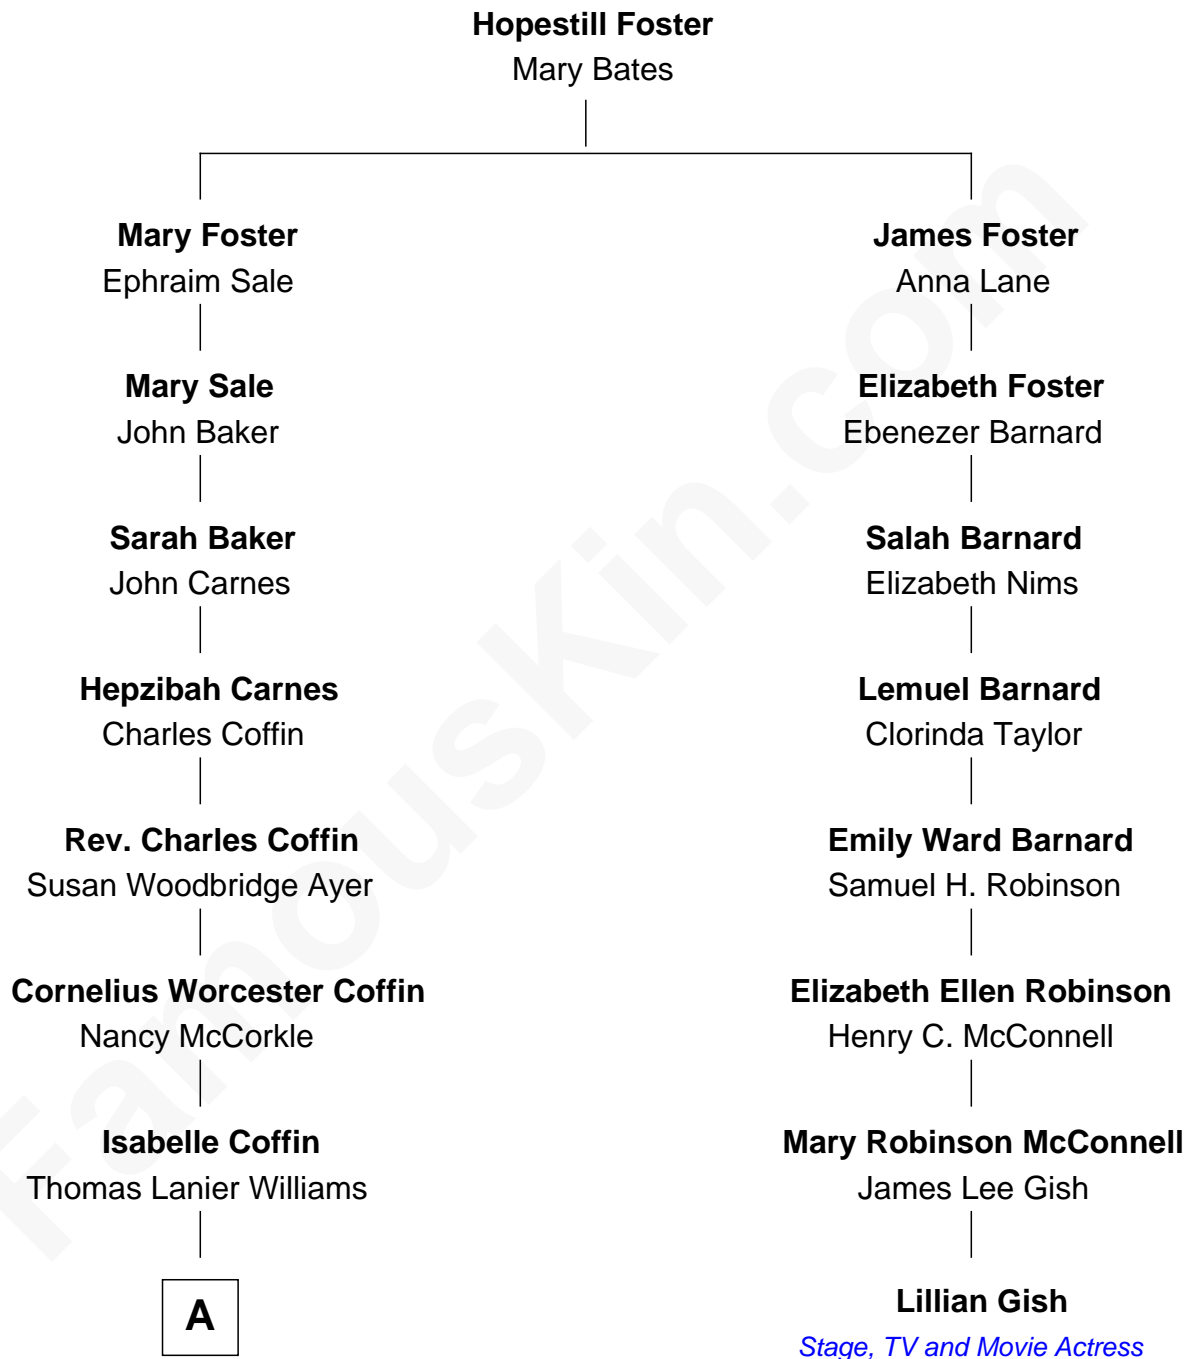 Hopestill Foster
Mary Bates
Mary Foster
Ephraim Sale
James Foster
Anna Lane
Mary Sale
John Baker
Elizabeth Foster
Ebenezer Barnard
Sarah Baker
John Carnes
Salah Barnard
Elizabeth Nims
Hepzibah Carnes
Charles Coffin
Lemuel Barnard
Clorinda Taylor
Rev. Charles Coffin
Susan Woodbridge Ayer
Emily Ward Barnard
Samuel H. Robinson
Cornelius Worcester Coffin
Nancy McCorkle
Elizabeth Ellen Robinson
Henry C. McConnell
Isabelle Coffin
Thomas Lanier Williams
Mary Robinson McConnell
James Lee Gish
A
Lillian Gish
Stage, TV and Movie Actress
FamousKin.com